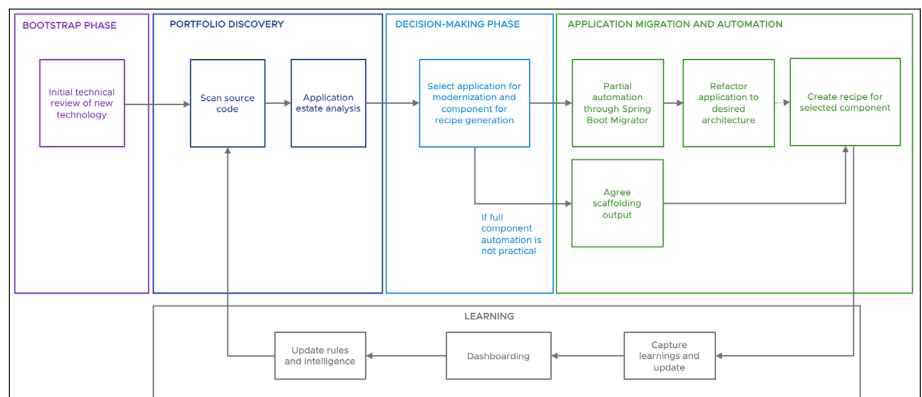 BOOTSTRAP PHASE
Initial technical
review of new
technology
PORTFOLIO DISCOVERY
Scan source
code
Application
estate analysis
DECISION-MAKING PHASE
Select application for
modernization and
component for
recipe generation
If full
component
automation is
not practical
APPLICATION MIGRATION AND AUTOMATION
Partial
automation
through Spring
Boot Migrator
Refactor
application to
desired
architecture
Create recipe for
selected component
Agree
scaffolding
output
LEARNING
Update rules
and intelligence
Dashboarding
Capture
learnings and
update